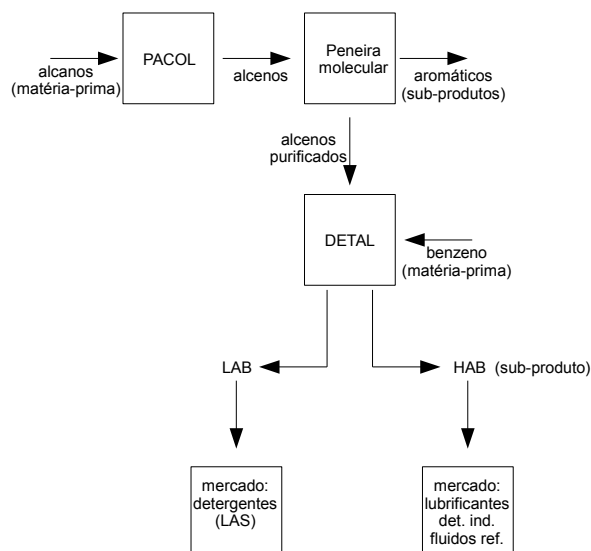 alcanos
(matéria-prima)
PACOL
alcenos
Peneira
molecular
aromáticos
(sub-produtos)
alcenos
purificados
DETAL
benzeno
(matéria-prima)
LAB
HAB (sub-produto)
mercado:
detergentes
(LAS)
mercado:
lubrificantes
det. ind.
fluidos ref.